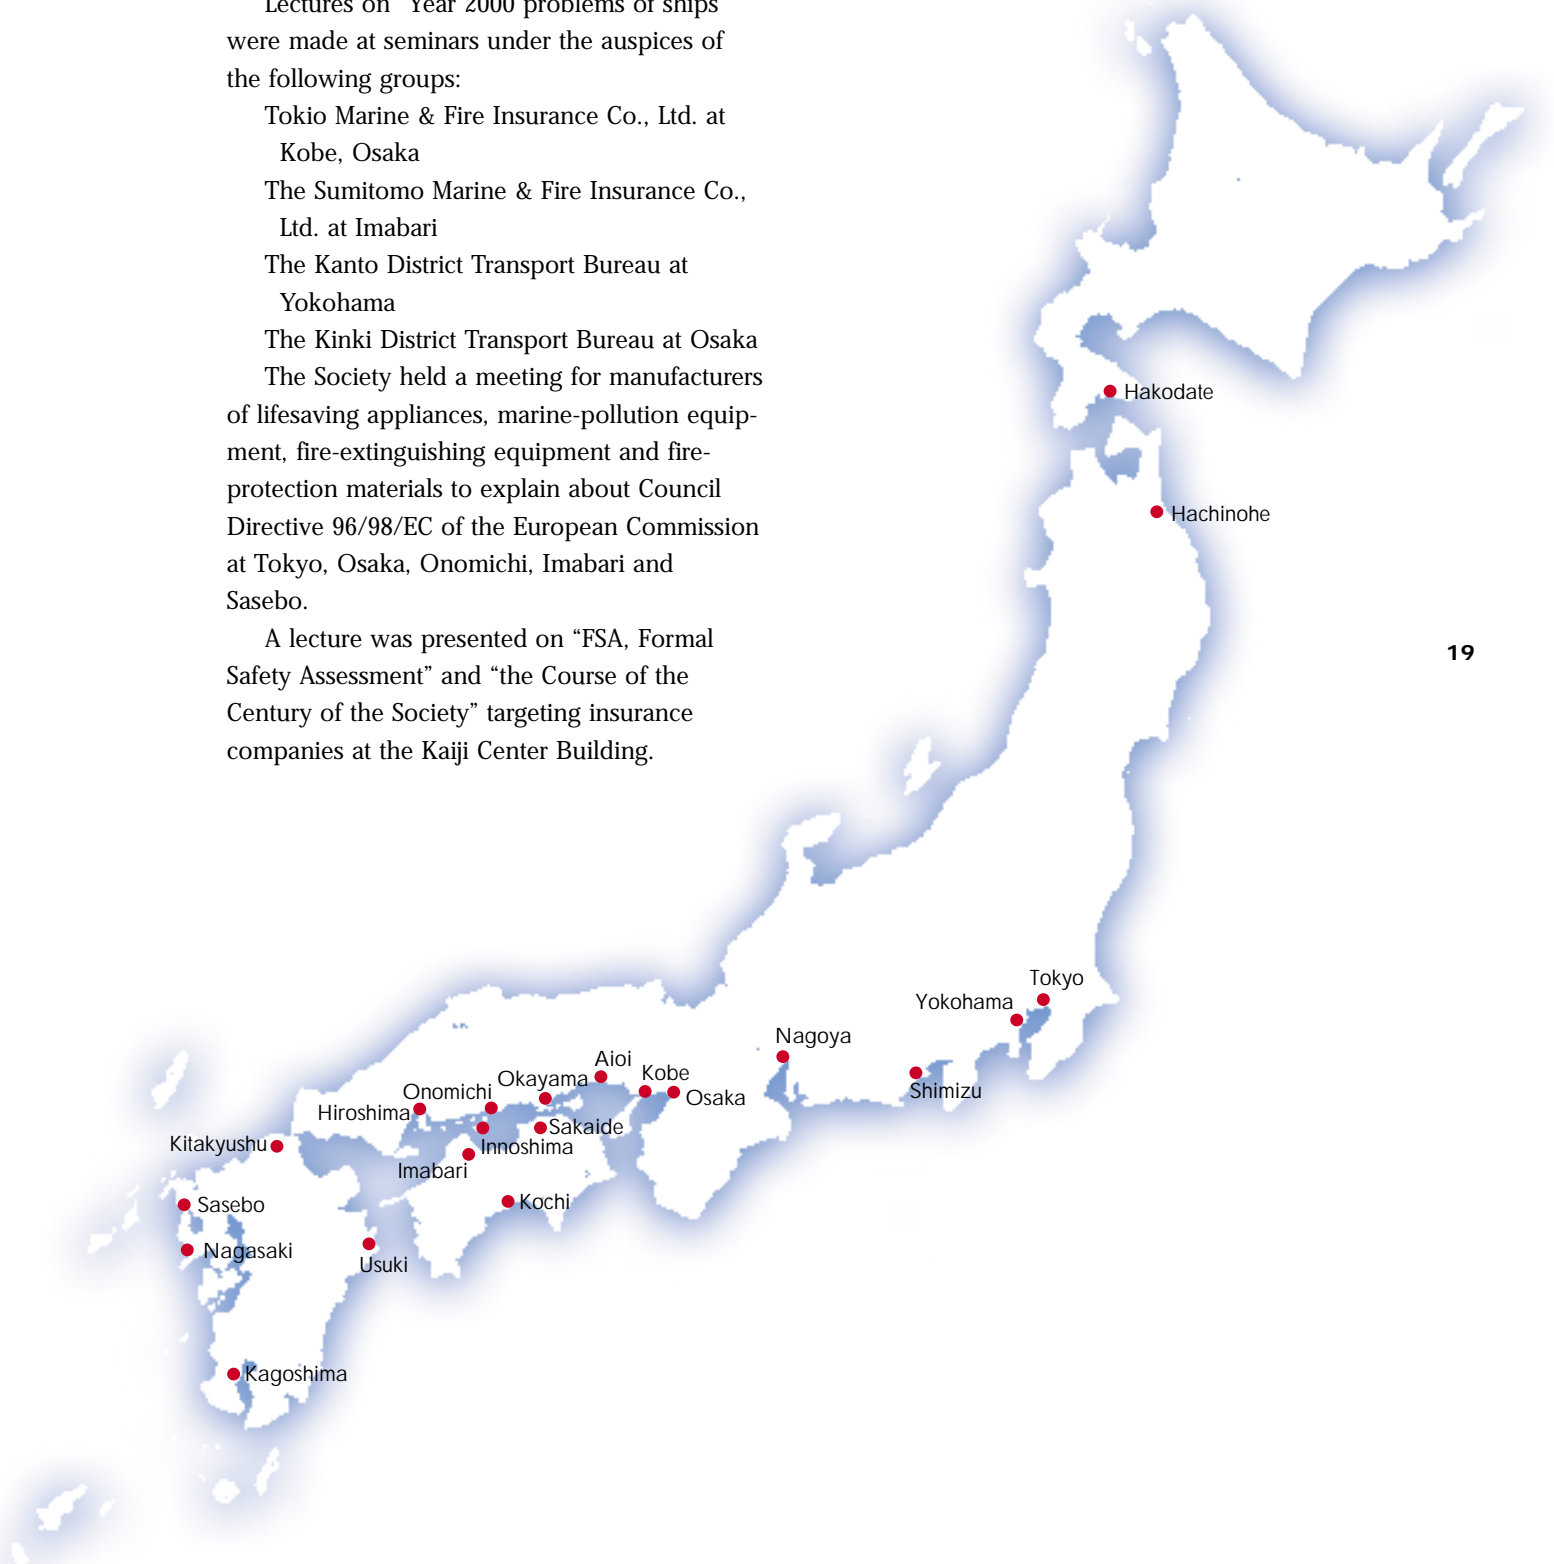 Lectures on "Year 2000 problems of ships
were made at seminars under the auspices of
the following groups:
Tokio Marine & Fire Insurance Co., Ltd. at
Kobe, Osaka
The Sumitomo Marine & Fire Insurance Co.,
Ltd. at Imabari
The Kanto District Transport Bureau at
Yokohama
The Kinki District Transport Bureau at Osaka
The Society held a meeting for manufacturers
of lifesaving appliances, marine-pollution equip-
ment, fire-extinguishing equipment and fire-
protection materials to explain about Council
Directive 96/98/EC of the European Commission
at Tokyo, Osaka, Onomichi, Imabari and
Sasebo.
A lecture was presented on “FSA, Formal
Safety Assessment” and “the Course of the
Century of the Society” targeting insurance
companies at the Kaiji Center Building.
Hakodate
Hachinohe
19
Tokyo
Yokohama
Nagoya
Shimizu
Aioi
Kobe
Osaka
Okayama
Onomichi
Hiroshima
Sakaide
Innoshima
Imabari
Kitakyushu
Kochi
Sasebo
Nagasaki
Usuki
Kagoshima